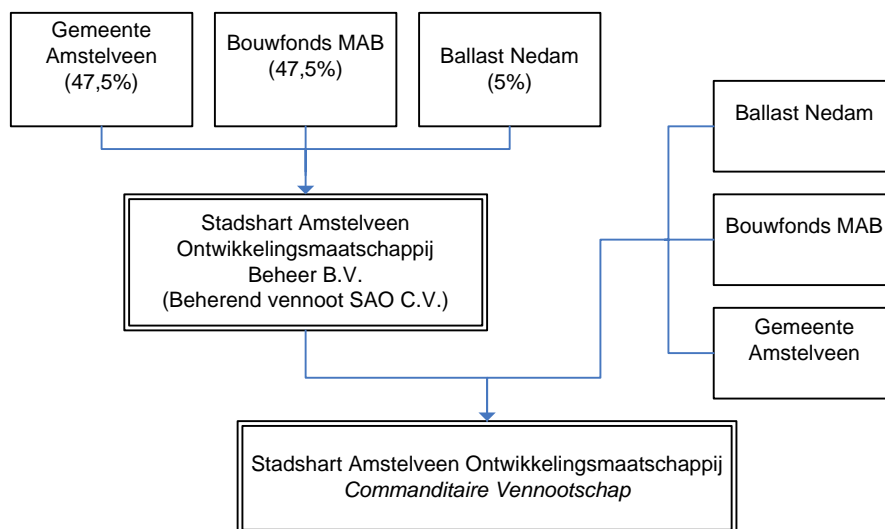 Gemeente
Amstelveen
(47,5%)
Bouwfonds MAB
(47,5%)
Ballast Nedam
(5%)
Ballast Nedam
Stadshart Amstelveen
Ontwikkelingsmaatschappij
Beheer B.V.
(Beherend vennoot SAO C.V.)
Bouwfonds MAB
Gemeente
Amstelveen
Stadshart Amstelveen Ontwikkelingsmaatschappij
Commanditaire Vennootschap